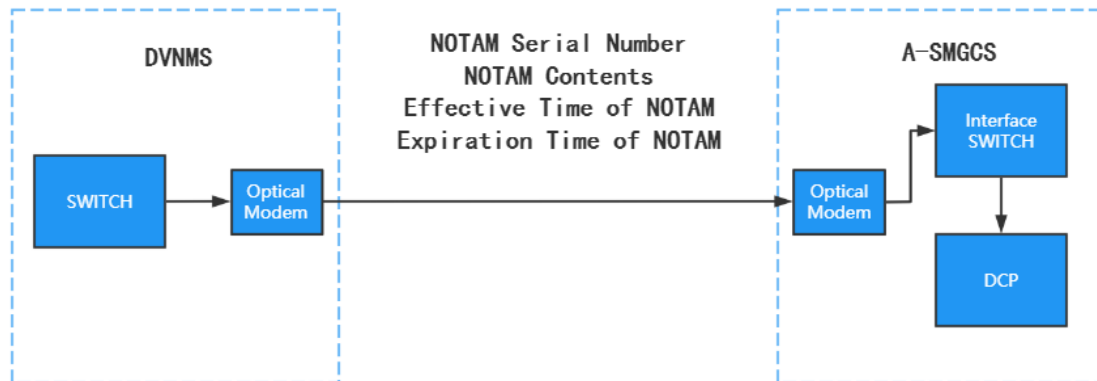 DVNMS
SWITCH
Optical
Modem
NOTAM Serial Number
NOTAM Contents
Effective Time of NOTAM
Expiration Time of NOTAM
A-SMGCS
Optical
Modem
Interface
SWITCH
DCP